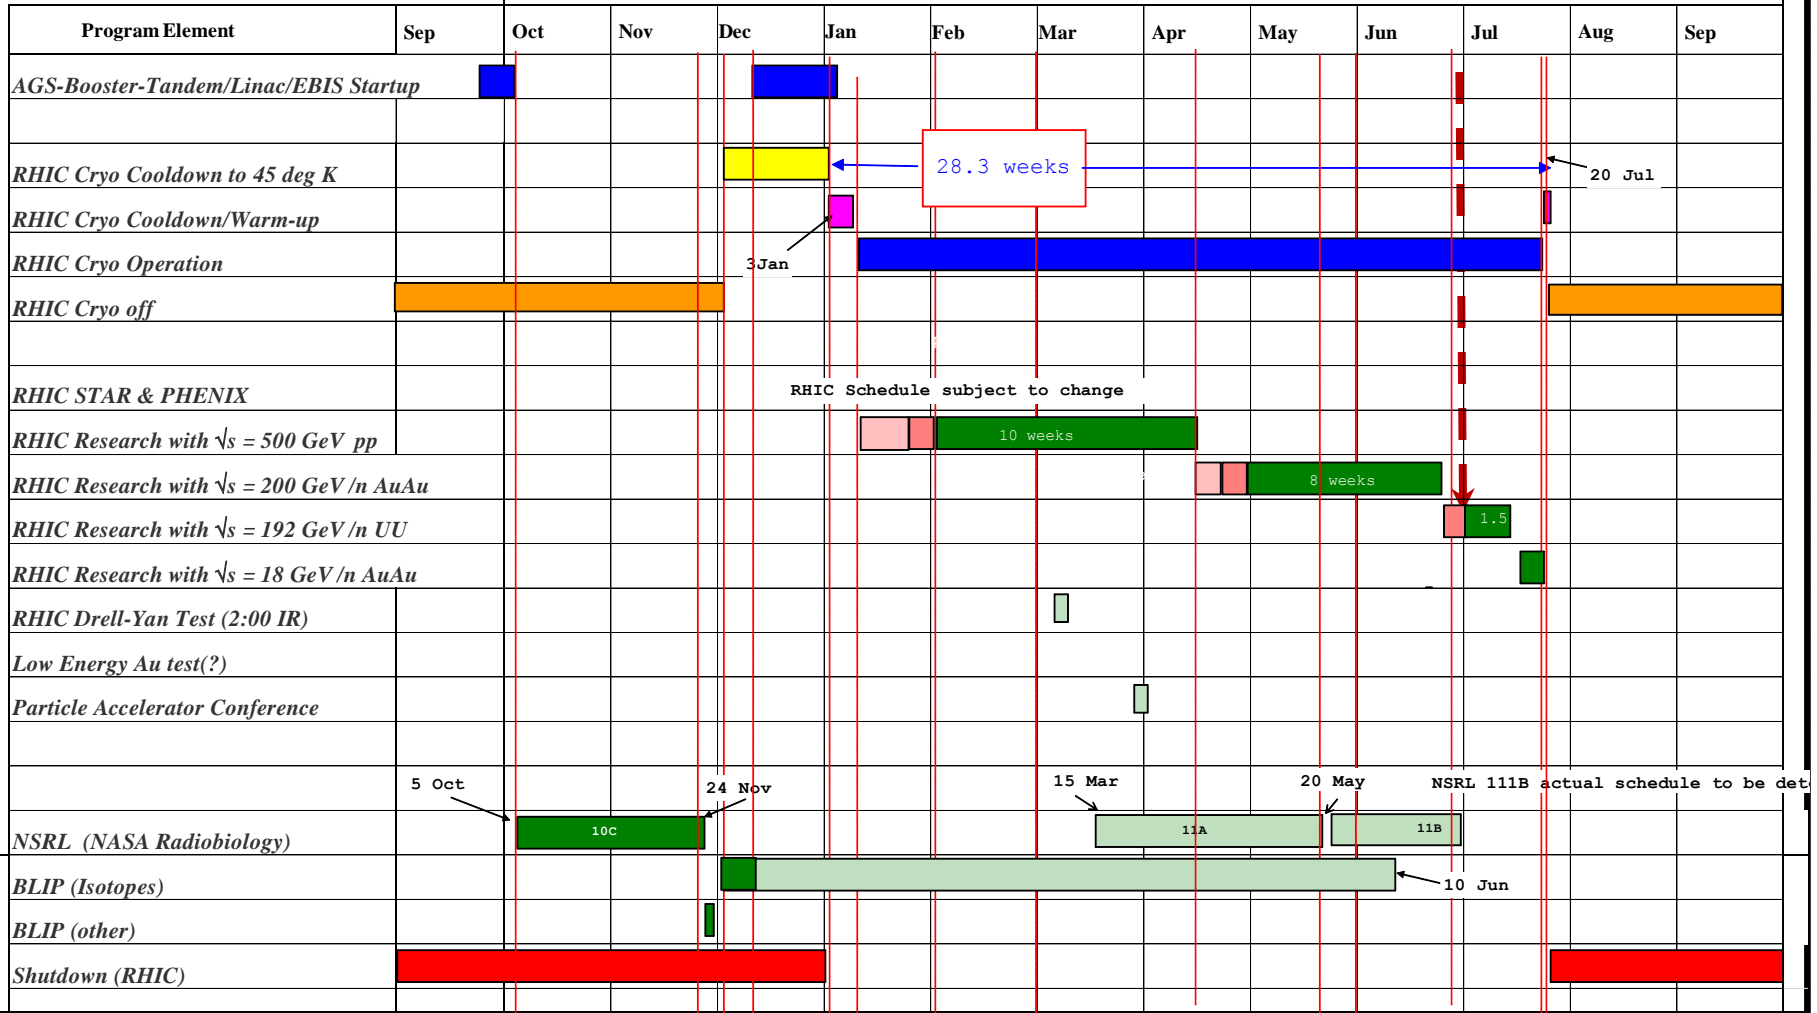 Program Element Sep Oct Nov Dec Jan Feb Mar Apr May Jun Jul Aug Sep
AGS-Booster-Tandem/Linac/EBIS Startup
RHIC Cryo Cooldown to 45 deg K
28.3 weeks
20 Jul
RHIC Cryo Cooldown/Warm-up
RHIC Cryo Operation
3Jan
RHIC Cryo off
RHIC STAR & PHENIX
RHIC Schedule subject to change
RHIC Research with √s = 500 GeV pp
10 weeks
RHIC Research with √s = 200 GeV/n AuAu
8 weeks
RHIC Research with √s = 192 GeV/n UU
1.5
RHIC Research with √s = 18 GeV/n AuAu
RHIC Drell-Yan Test (2:00 IR)
Low Energy Au test(?)
Particle Accelerator Conference
5 Oct
24 Nov
15 Mar
20 May
NSRL 111B actual schedule to be det
NSRL (NASA Radiobiology)
10C
11A
11B
BLIP (Isotopes)
10 Jun
BLIP (other)
Shutdown (RHIC)